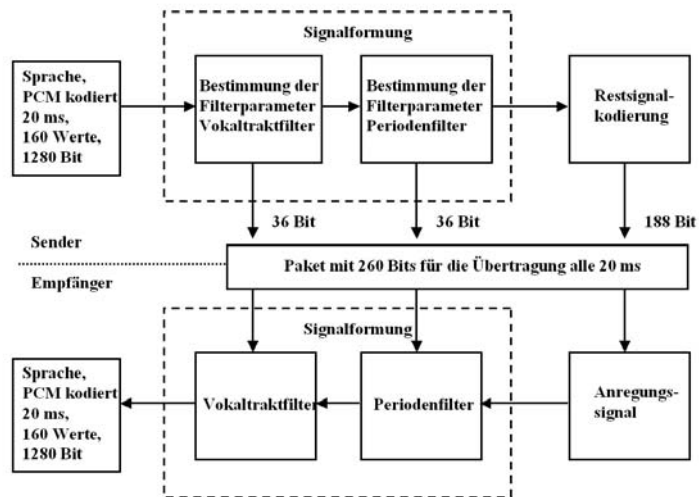 Signalformung
Sprache,
PCM kodiert
20 ms,
160 Werte,
1280 Bit
Bestimmung der
Filterparameter
Vokaltraktfilter
Bestimmung der
Filterparameter
Periodenfilter
Restsignal-
kodierung
36 Bit
36 Bit
188 Bit
Sender
Paket mit 260 Bits für die Übertragung alle 20 ms
Empfänger
Signalformung
Sprache,
PCM kodiert
20 ms,
160 Werte,
1280 Bit
Vokaltraktfilter
Periodenfilter
Anregungs-
signal